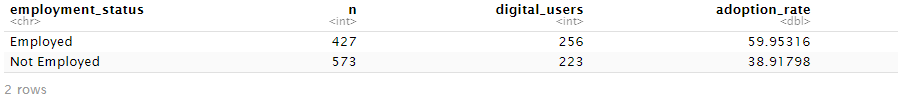 employment_status n digital_users adoption_rate
<chr> <int> <int> <dbl>
Employed 427 256 59.95316
Not Employed 573 223 38.91798
2 rows